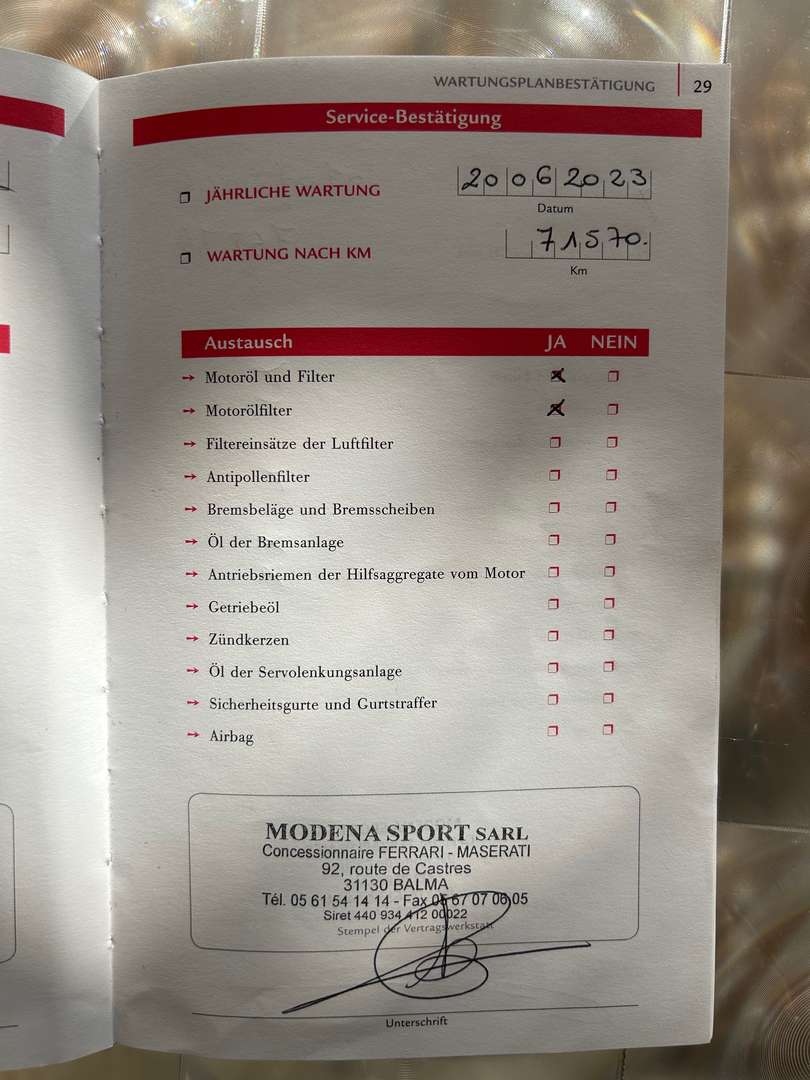 WARTUNGSPLANBESTÄTIGUNG 29
Service-Bestätigung
JÄHRLICHE WARTUNG 20062023
Datum
WARTUNG NACH KM 71570.
Km
Austausch JA NEIN
Motoröl und Filter
Motorölfilter
Filtereinsätze der Luftfilter
Antipollenfilter
Bremsbeläge und Bremsscheiben
Öl der Bremsanlage
Antriebsriemen der Hilfsaggregate vom Motor
Getriebeöl
Zündkerzen
Öl der Servolenkungsanlage
Sicherheitsgurte und Gurtstraffer
Airbag
MODENA SPORT SARL
Concessionnaire FERRARI - MASERATI
92, route de Castres
31130 BALMA
Tél. 05 61 54 14 14 - Fax 05 67 07 06 05
Siret 440 934 412 00022
Stempel der Vertragswerkstatt
Unterschrift